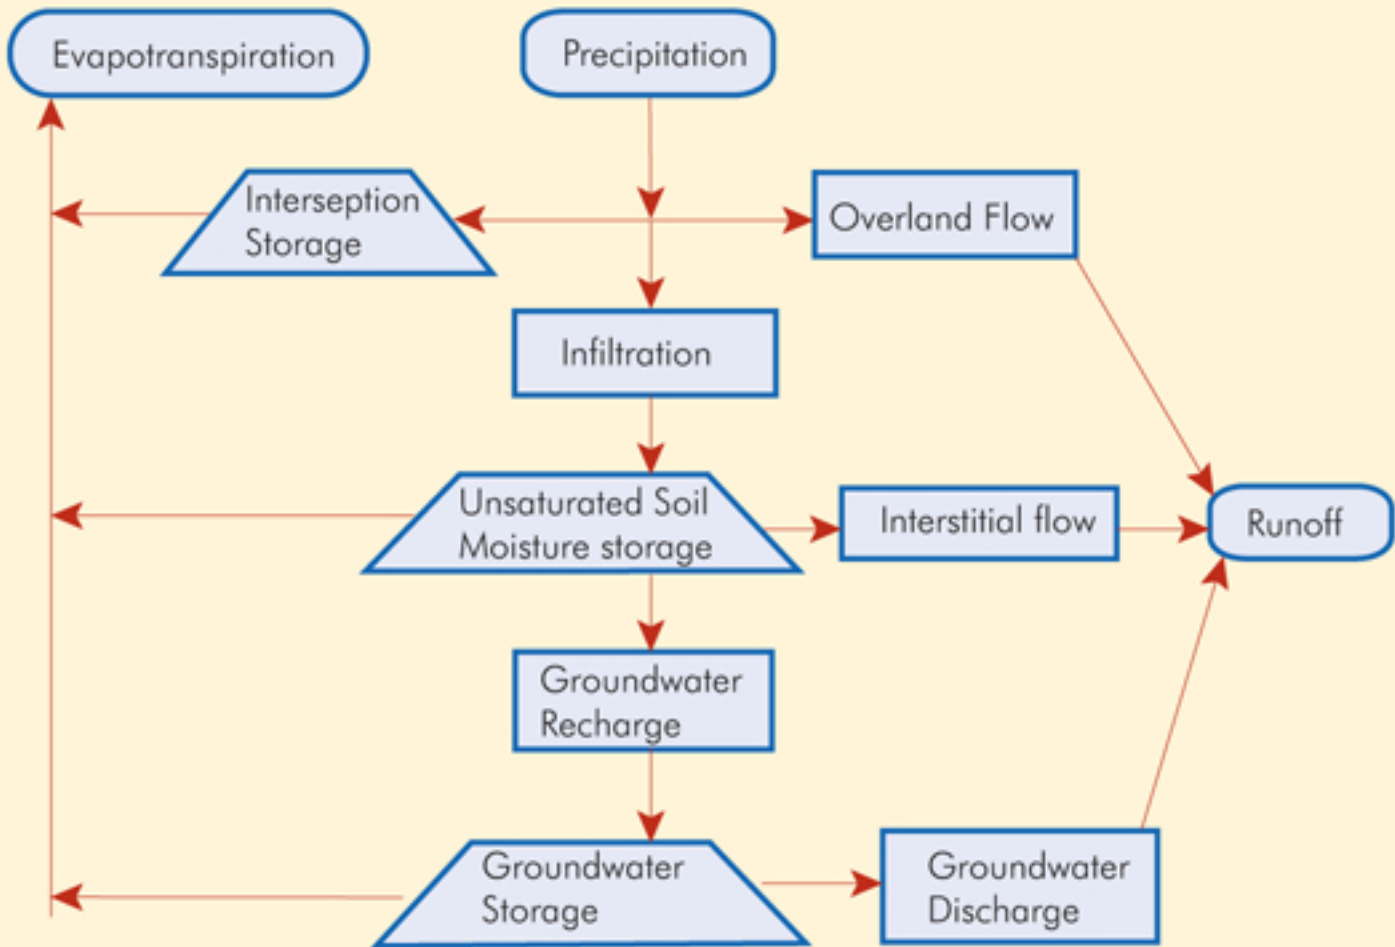 Evapotranspiration
Precipitation
Interseption
Storage
Overland Flow
Infiltration
Unsaturated Soil
Moisture storage
Interstitial flow
Runoff
Groundwater
Recharge
Groundwater
Storage
Groundwater
Discharge